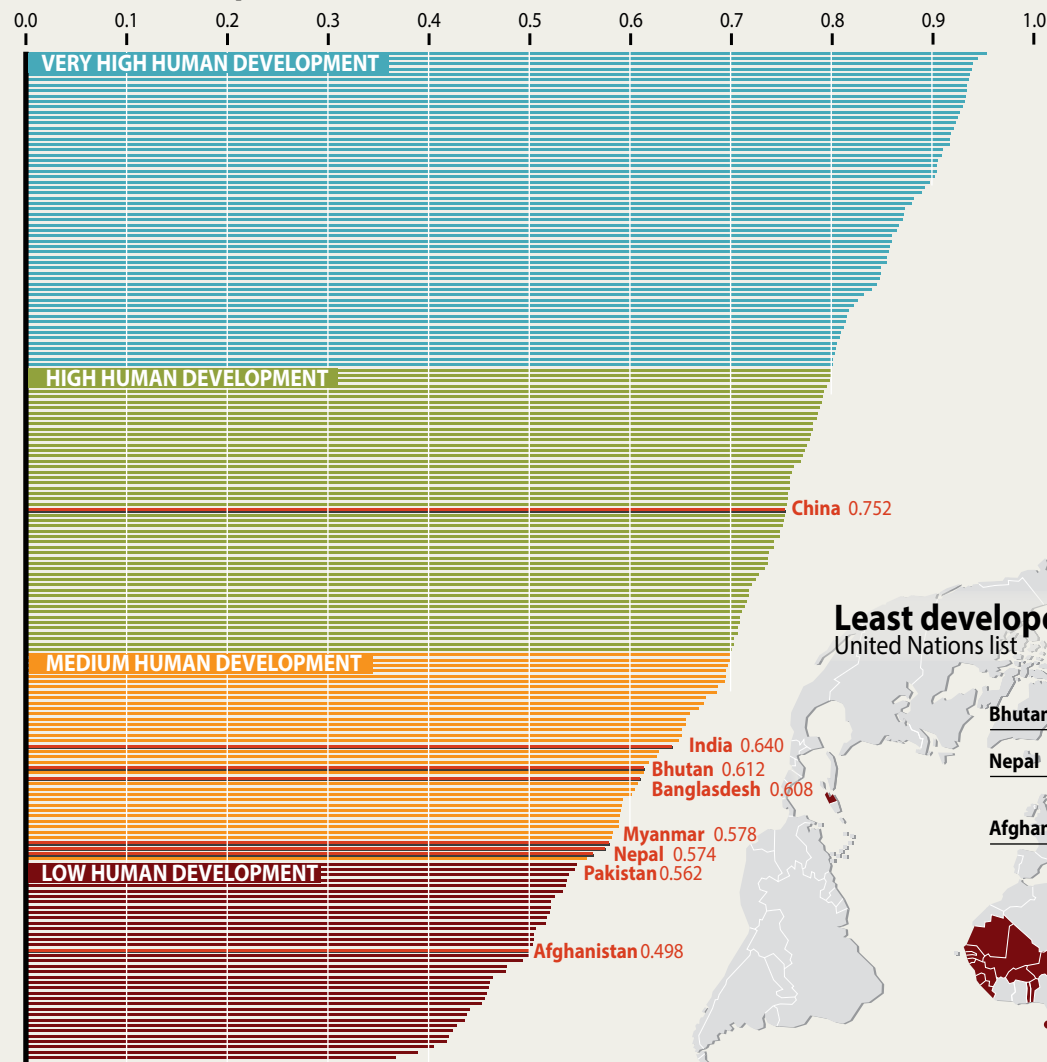 0.0 0.1 0.2 0.3 0.4 0.5 0.6 0.7 0.8 0.9 1.0
VERY HIGH HUMAN DEVELOPMENT
HIGH HUMAN DEVELOPMENT
China 0.752
Least develope
United Nations list
MEDIUM HUMAN DEVELOPMENT
Bhutan
India 0.640
Nepal
Bhutan 0.612
Banglasdesh 0.608
Afghan
Myanmar 0.578
Nepal 0.574
LOW HUMAN DEVELOPMENT
Pakistan 0.562
Afghanistan 0.498